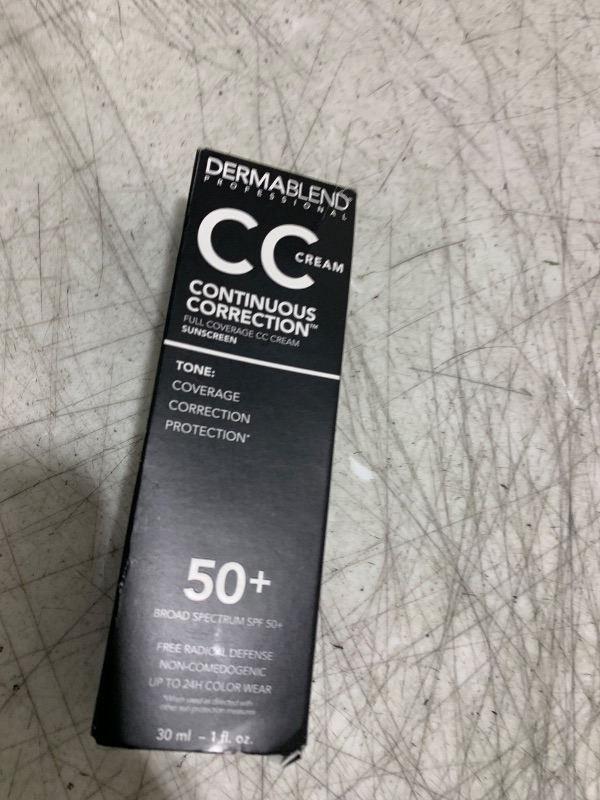 DERMABLEND
PROFESSIONAL
CC CREAM
CONTINUOUS
CORRECTION™
FULL COVERAGE CC CREAM
SUNSCREEN
TONE:
COVERAGE
CORRECTION
PROTECTION*
50+
BROAD SPECTRUM SPF 50+
FREE RADICAL DEFENSE
NON-COMEDOGENIC
UP TO 24H COLOR WEAR
*When used as directed with
other sun protection measures
30 ml – 1 fl. oz.